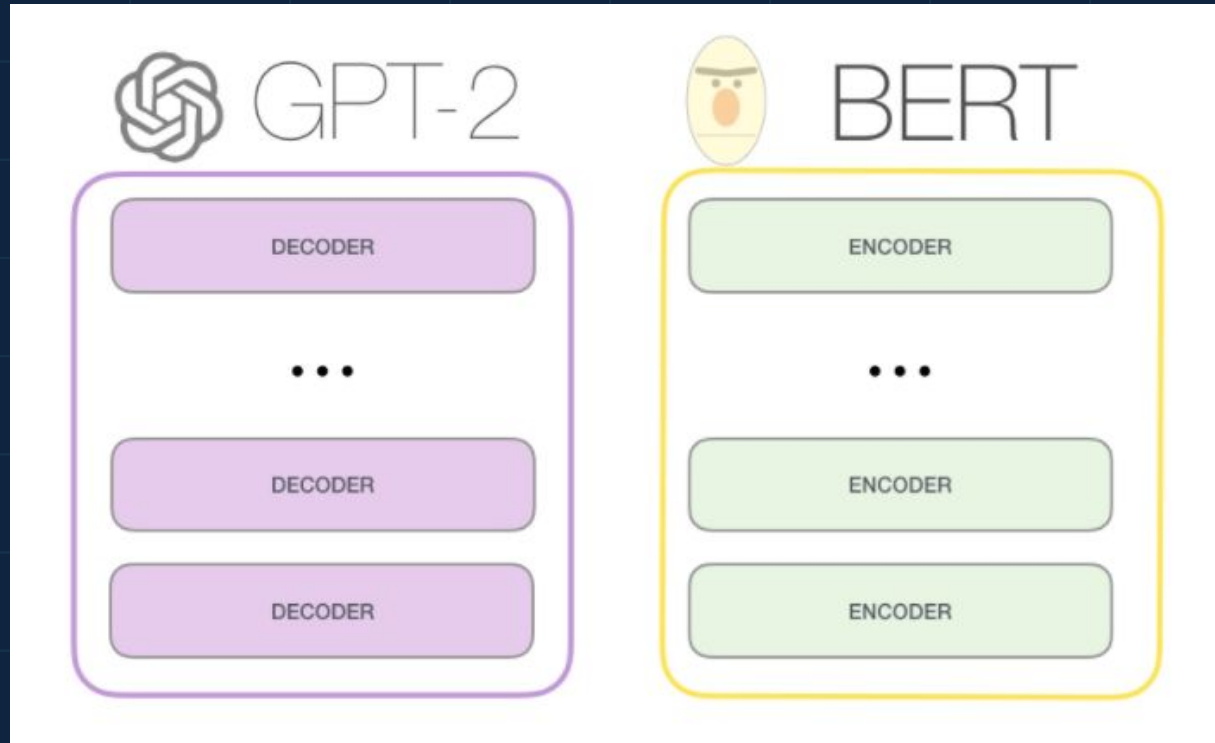 GPT-2
DECODER
DECODER
DECODER
BERT
ENCODER
ENCODER
ENCODER